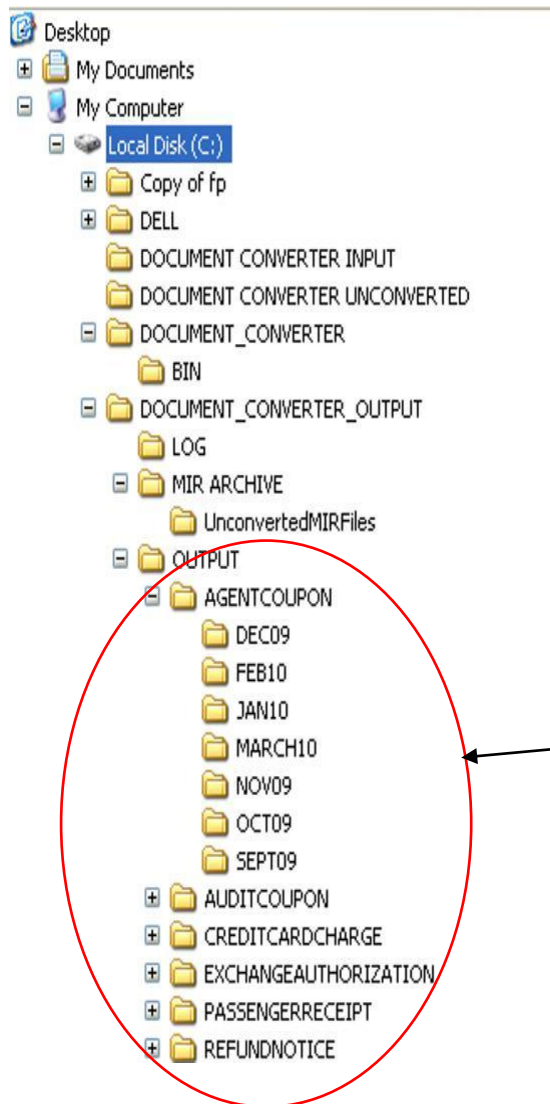 Desktop
My Documents
My Computer
Local Disk (C:)
Copy of fp
DELL
DOCUMENT CONVERTER INPUT
DOCUMENT CONVERTER UNCONVERTED
DOCUMENT_CONVERTER
BIN
DOCUMENT_CONVERTER_OUTPUT
LOG
MIR ARCHIVE
UnconvertedMIRFiles
OUTPUT
AGENTCOUPON
DEC09
FEB10
JAN10
MARCH10
NOV09
OCT09
SEPT09
AUDITCOUPON
CREDITCARDCHARGE
EXCHANGEAUTHORIZATION
PASSENGERRECEIPT
REFUNDNOTICE